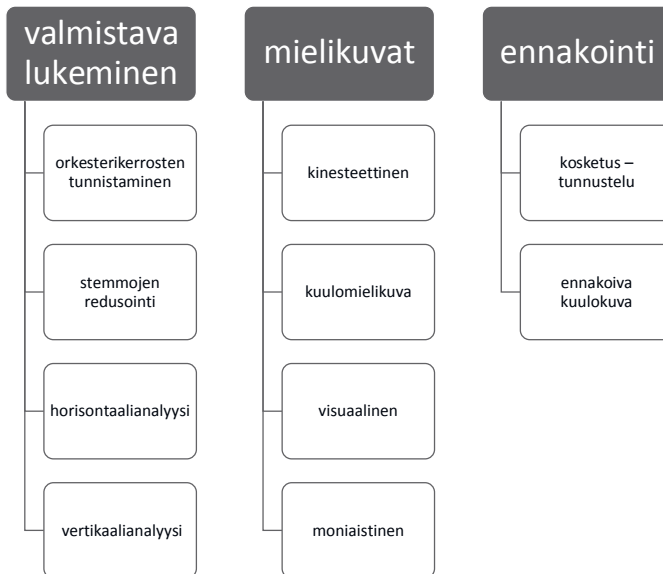 valmistava
lukeminen
orkesterikerrosten
tunnistaminen
stemmojen
redusointi
horisontaalianalyysi
vertikaalianalyysi
mielikuvat
kinesteettinen
kuulomielikuva
visuaalinen
moniaistinen
ennakointi
kosketus –
tunnustelu
ennakoiva
kuulokuva